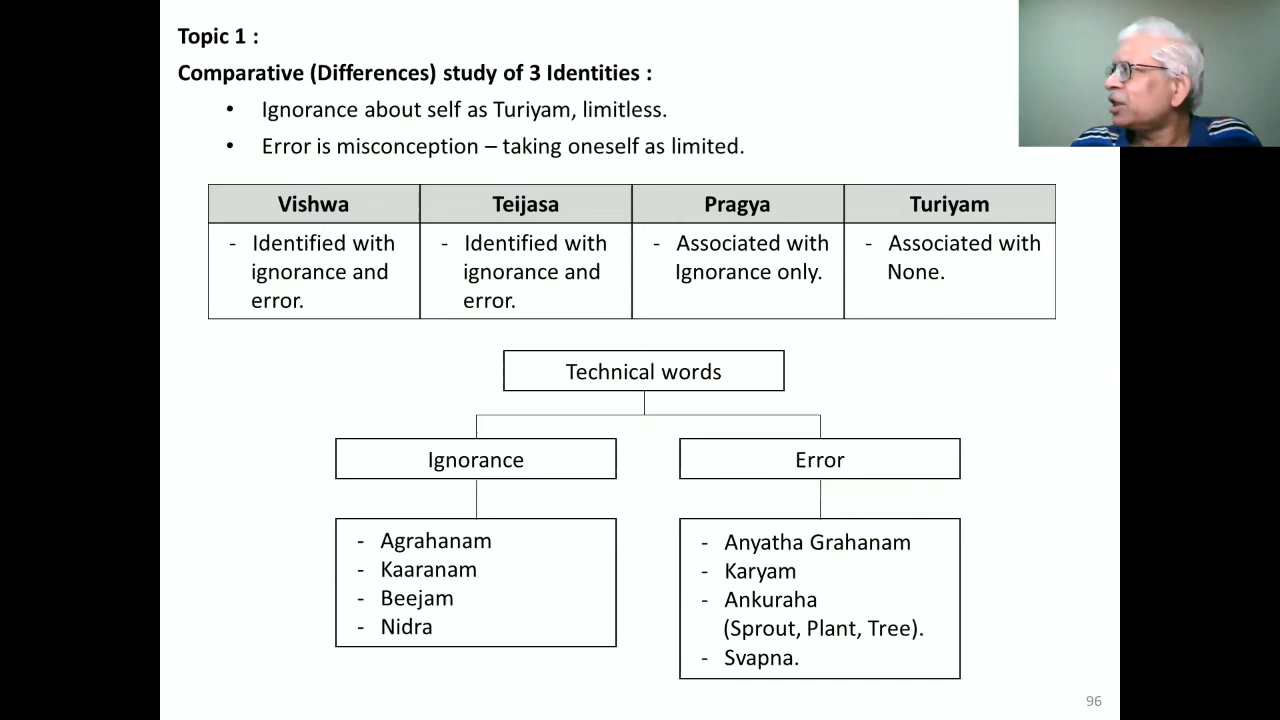 Topic 1 :
Comparative (Differences) study of 3 Identities :
• Ignorance about self as Turiyam, limitless.
• Error is misconception – taking oneself as limited.
Vishwa
- Identified with
ignorance and
error.
Teijasa
- Identified with
ignorance and
error.
Pragya
- Associated with
Ignorance only.
Turiyam
- Associated with
None.
Technical words
Ignorance
- Agrahanam
- Kaaranam
- Beejam
- Nidra
Error
- Anyatha Grahanam
- Karyam
- Ankuraha
(Sprout, Plant, Tree).
- Svapna.
96